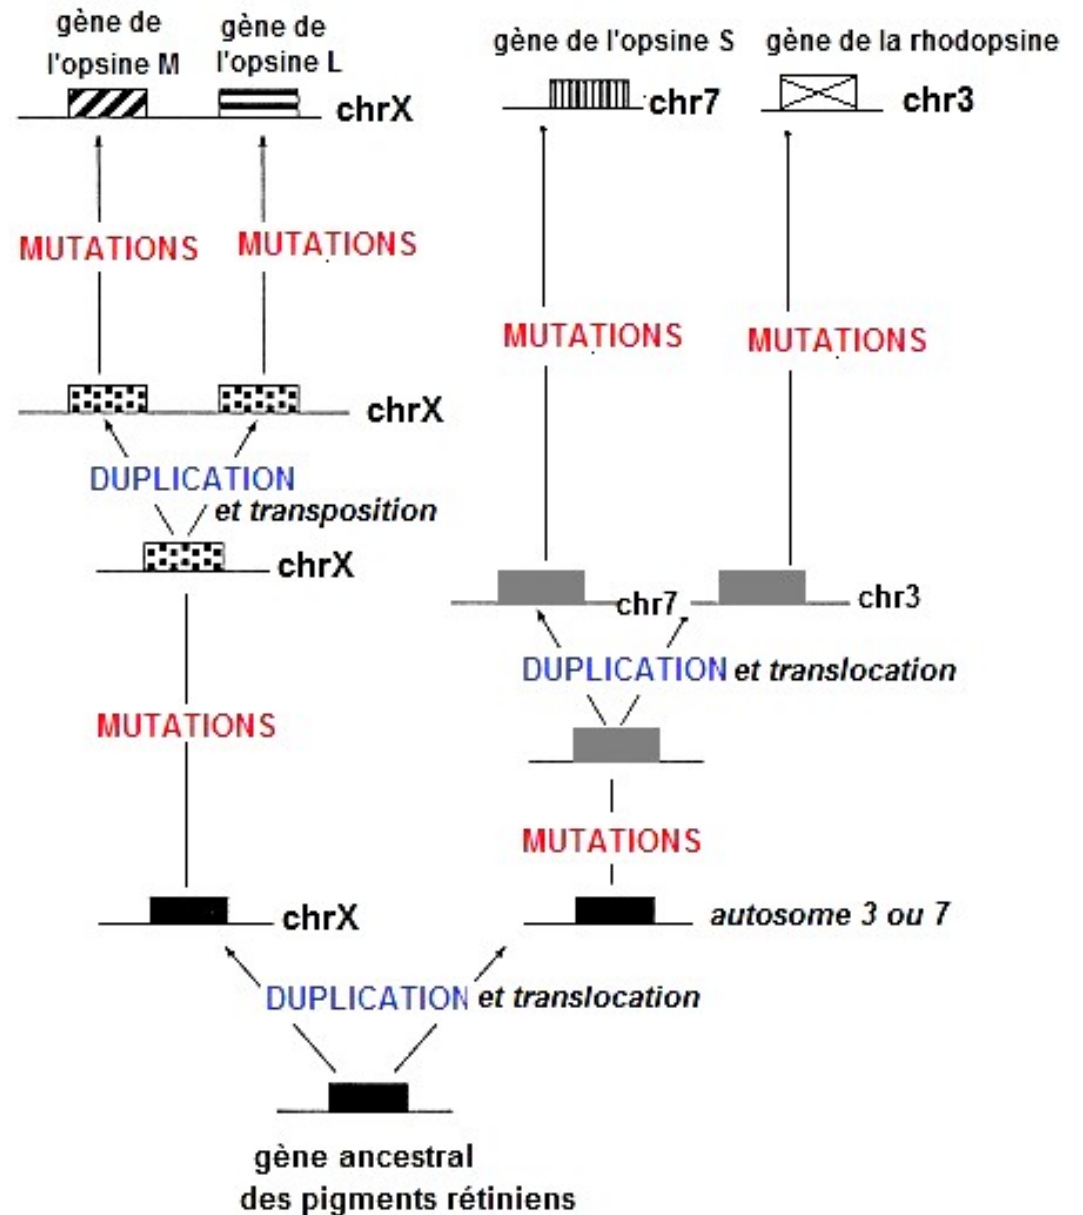 gène de
l'opsine M
gène de
l'opsine L
chrX
gène de l'opsine S
chr7
gène de la rhodopsine
chr3
MUTATIONS
MUTATIONS
MUTATIONS
MUTATIONS
chrX
DUPLICATION
et transposition
chrX
chr7
chr3
DUPLICATION et translocation
MUTATIONS
MUTATIONS
chrX
autosome 3 ou 7
DUPLICATION et translocation
gène ancestral
des pigments rétiniens